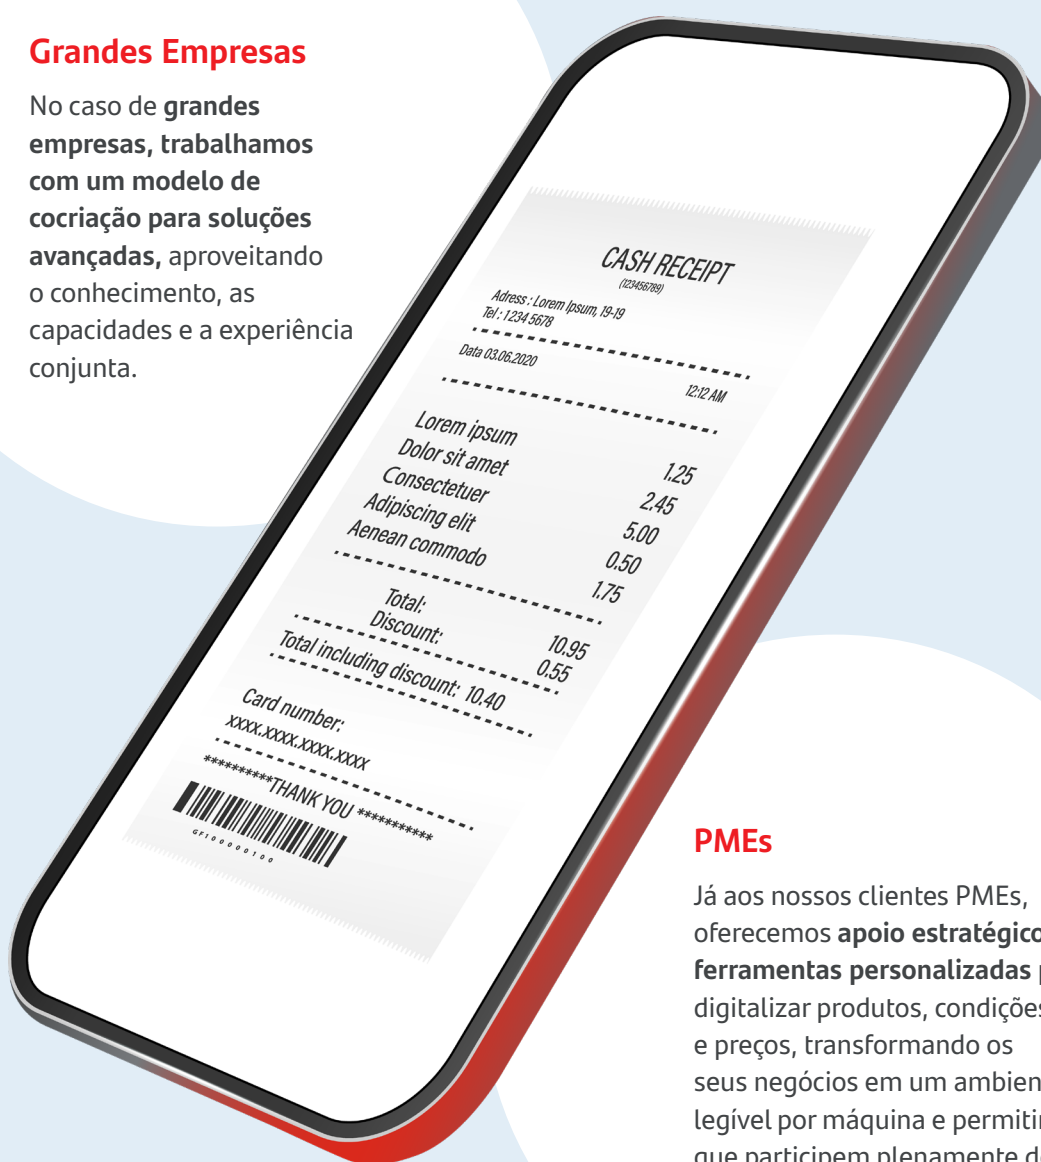 Grandes Empresas
No caso de grandes
empresas, trabalhamos
com um modelo de
cocriação para soluções
avançadas, aproveitando
o conhecimento, as
capacidades e a experiência
conjunta.
CASH RECEIPT
(123456789)
Adress : Lorem Ipsum, 19-19
Tel : 1234 5678
Data 03.06.2020 12:12 AM
Lorem ipsum 1.25
Dolor sit amet 2.45
Consectetuer 5.00
Adipiscing elit 0.50
Aenean commodo 1.75
Total: 10.95
Discount: 0.55
Total including discount: 10.40
Card number:
XXXX.XXXX.XXXX.XXXX
**********THANK YOU ***********
GF100000100
PMEs
Já aos nossos clientes PMEs,
oferecemos apoio estratégico
ferramentas personalizadas
digitalizar produtos, condições
e preços, transformando os
seus negócios em um
legível por máquina e
que participem plenamente